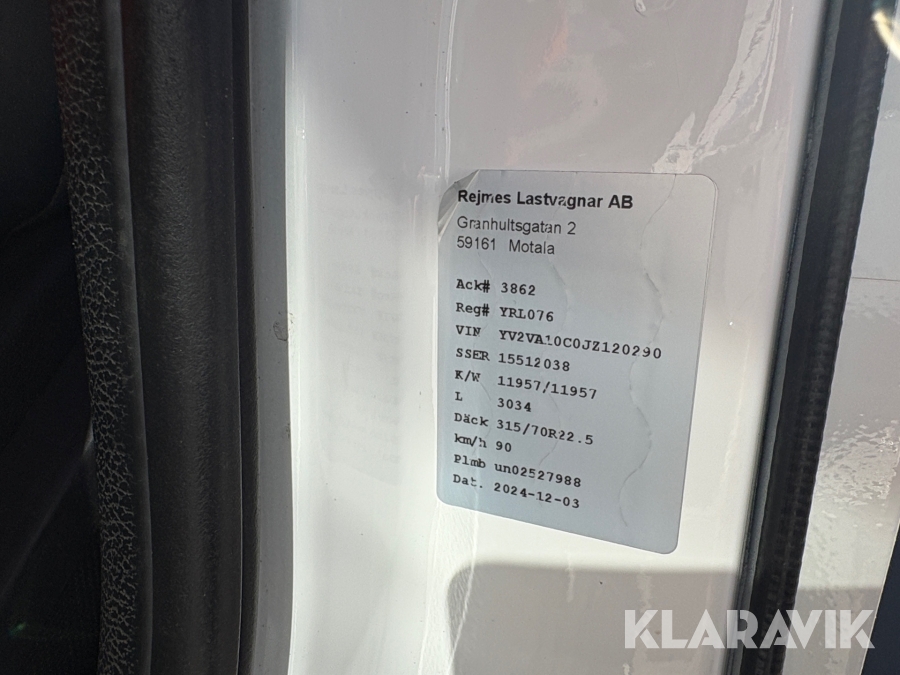 Rejmes Lastvagnar AB
Granhultsgatan 2
59161 Motala
Ack# 3862
Reg# YRL076
VIN YV2VA10C0JZ120290
SSER 15512038
K/W 11957/11957
L 3034
Däck 315/70R22.5
km/h 90
Plmb un02527988
Dat. 2024-12-03
KLARAVIK